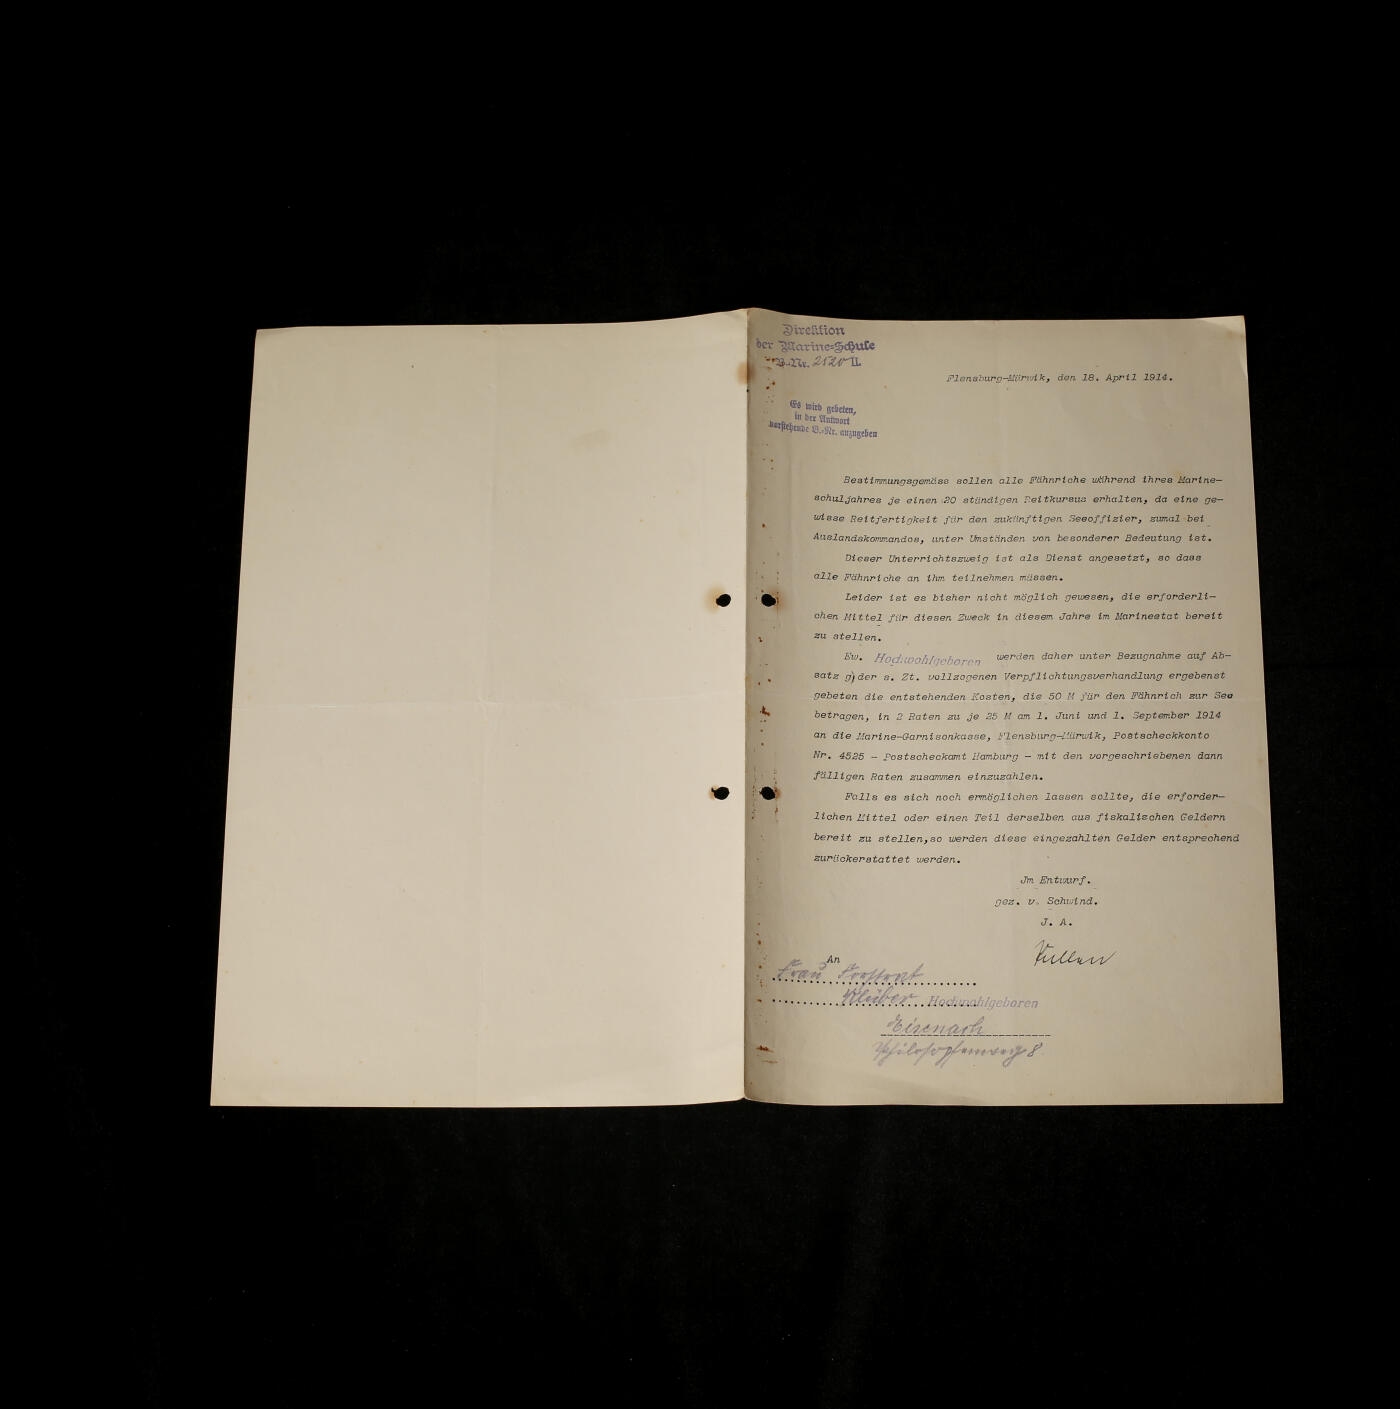 Direktion
der Marine-Schule
B.-Nr. 2520 II.
Flensburg-Mürwik, den 18. April 1914.
Es wird gebeten,
in der Antwort
vorstehende B.-Nr. anzugeben
Bestimmungsgemäss sollen alle Fähnriche während ihres Marine-
schuljahres je einen 20 stündigen Reitkursus erhalten, da eine ge-
wisse Reitfertigkeit für den zukünftigen Seeoffizier, zumal bei
Auslandskommandos, unter Umständen von besonderer Bedeutung ist.
Dieser Unterrichtszweig ist als Dienst angesetzt, so dass
alle Fähnriche an ihm teilnehmen müssen.
Leider ist es bisher nicht möglich gewesen, die erforderli-
chen Mittel für diesen Zweck in diesem Jahre im Marineetat bereit
zu stellen.
Ew. Hochwohlgeboren werden daher unter Bezugnahme auf Ab-
satz g) der s. Zt. vollzogenen Verpflichtungsverhandlung ergebenst
gebeten die entstehenden Kosten, die 50 M für den Fähnrich zur See
betragen, in 2 Raten zu je 25 M am 1. Juni und 1. September 1914
an die Marine-Garnisonkasse, Flensburg-Mürwik, Postscheckkonto
Nr. 4525 - Postscheckamt Hamburg - mit den vorgeschriebenen dann
fälligen Raten zusammen einzuzahlen.
Falls es sich noch ermöglichen lassen sollte, die erforder-
lichen Mittel oder einen Teil derselben aus fiskalischen Geldern
bereit zu stellen, so werden diese eingezahlten Gelder entsprechend
zurückerstattet werden.
Jm Entwurf.
gez. v. Schwind.
J. A.
An
Frau Forstrat
Klüber Hochwohlgeboren
Eisenach
Philosophenweg 8